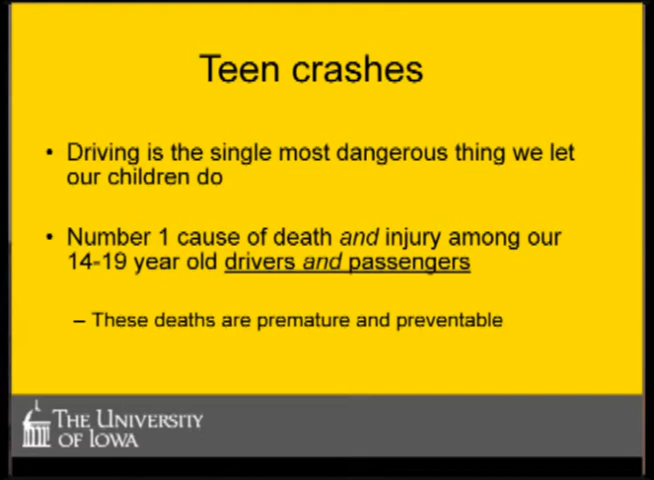 Teen crashes
• Driving is the single most dangerous thing we let
our children do
• Number 1 cause of death and injury among our
14-19 year old drivers and passengers
– These deaths are premature and preventable
THE UNIVERSITY
OF IOWA